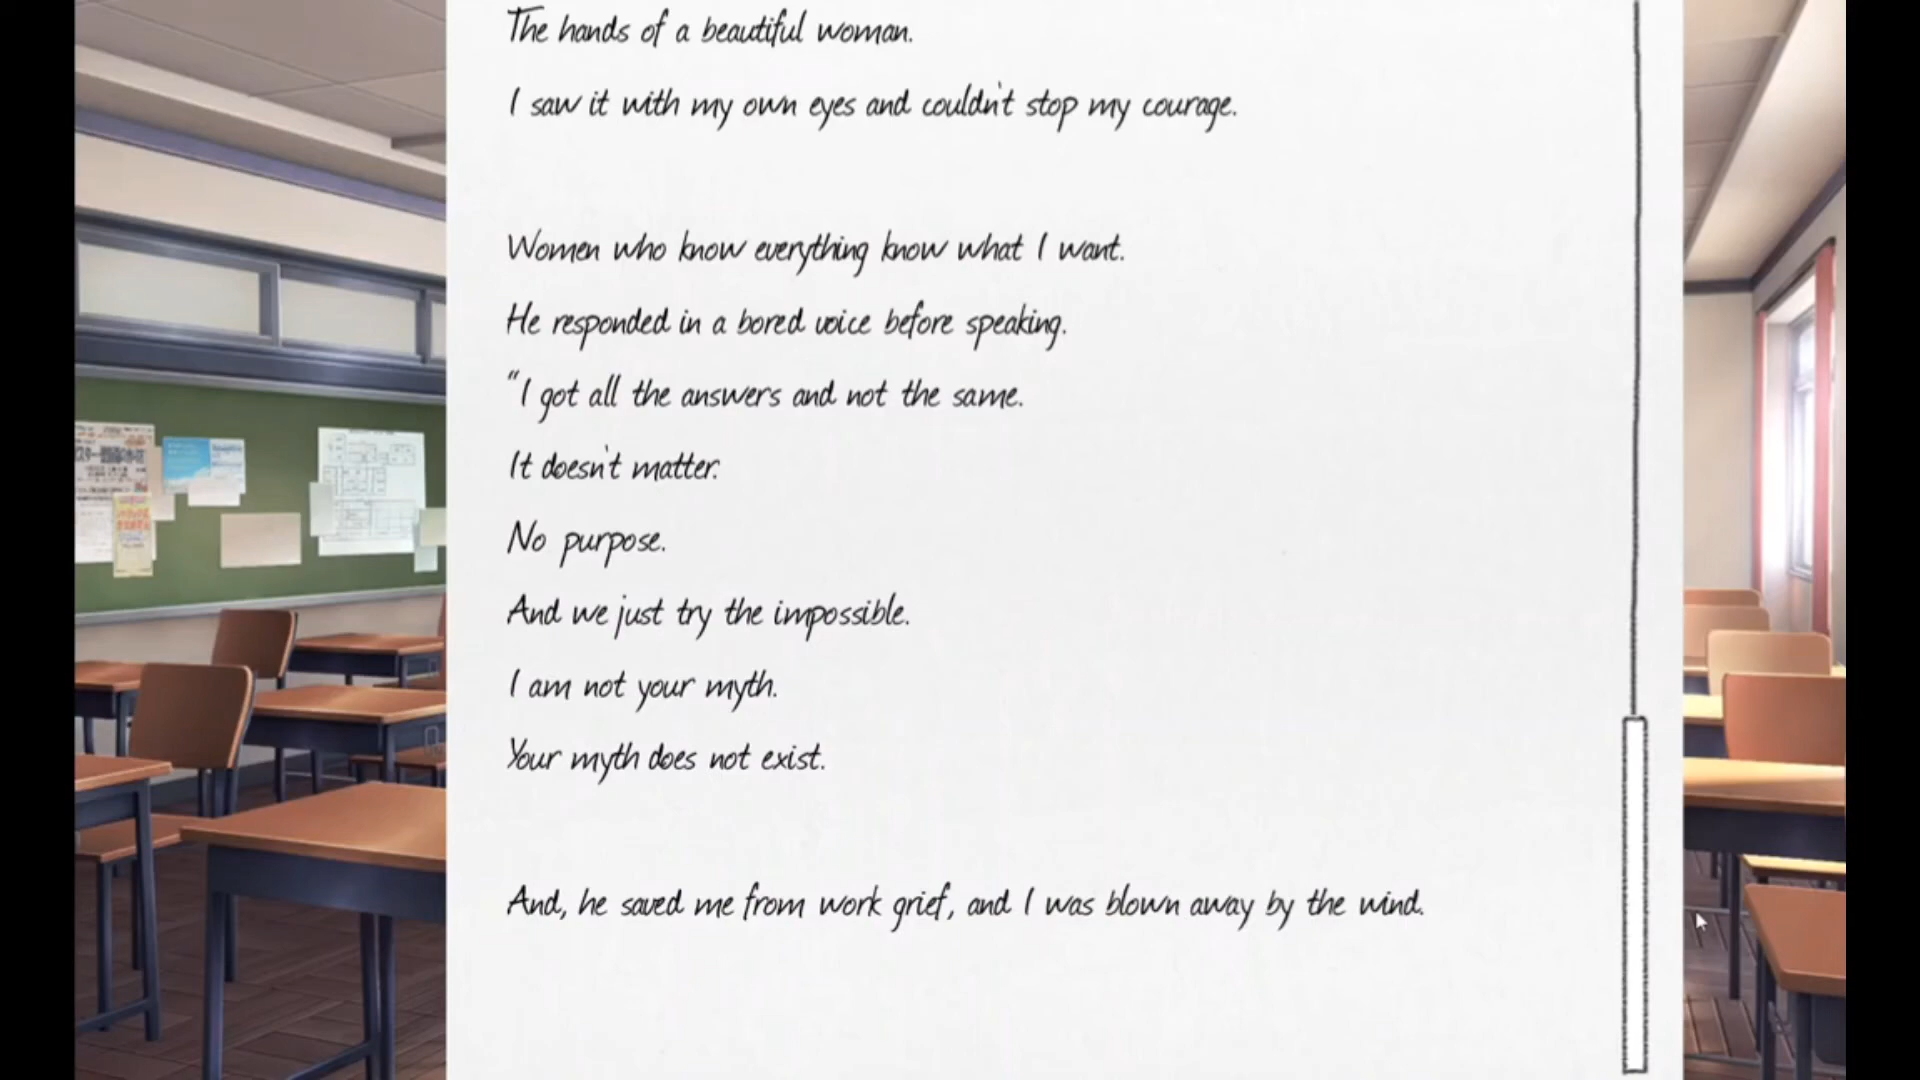 The hands of a beautiful woman.
I saw it with my own eyes and couldn't stop my courage.
Women who know everything know what I want.
He responded in a bored voice before speaking.
"I got all the answers and not the same.
It doesn't matter.
No purpose.
And we just try the impossible.
I am not your myth.
Your myth does not exist.
And, he saved me from work grief, and I was blown away by the wind.